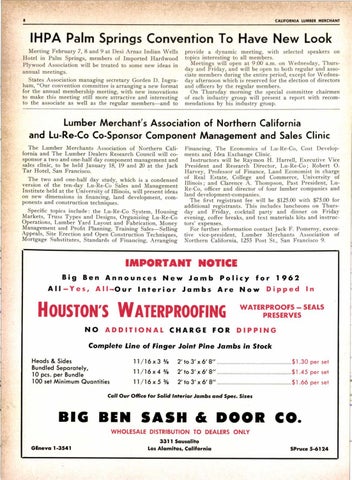 8
CALIFORNIA LUMBER MERCHANT
IHPA Palm Springs Convention To Have New Look
Meeting February 7, 8 and 9 at Desi Arnaz Indian Wells
Hotel in Palm Springs, members of Imported Hardwood
Plywood Association will be treated to some new ideas in
annual meetings.
States Association managing secretary Gordon D. Ingra-
ham, "Our convention committee is arranging a new format
for the annual membership meeting, with new innovations
to make this meeting still more attractive and interesting
to the associate as well as the regular members—and to
provide a dynamic meeting, with selected speakers on
topics interesting to all members.
Meetings will open at 9:00 a.m. on Wednesday, Thurs-
day and Friday, and will be open to both regular and asso-
ciate members during the entire period, except for Wednes-
day afternoon which is reserved for the election of directors
and officers by the regular members.
On Thursday morning the special committee chairmen
of each industry group will present a report with recom-
mendations by his industry group.
Lumber Merchant's Association of Northern California
and Lu-Re-Co Co-Sponsor Component Management and Sales Clinic
The Lumber Merchants Association of Northern Cali-
fornia and The Lumber Dealers Research Council will co-
sponsor a two and one-half day component management and
sales clinic, to be held January 18, 19 and 20 at the Jack
Tar Hotel, San Francisco.
The two and one-half day study, which is a condensed
version of the ten-day Lu-Re-Co Sales and Management
Institute held at the University of Illinois, will present ideas
on new dimensions in financing, land development, com-
ponents and construction techniques.
Specific topics include: the Lu-Re-Co System, Housing
Markets, Truss Types and Designs, Organizing Lu-Re-Co
Operations, Lumber Yard Layout and Fabrication, Money
Management and Profit Planning, Training Sales—Selling
Appeals, Site Erection and Open Construction Techniques,
Mortgage Substitutes, Standards of Financing, Arranging
Financing, The Economics of Lu-Re-Co, Cost Develop-
ments and Idea Exchange Clinic.
Instructors will be Raymon H. Harrell, Executive Vice
President and Research Director, Lu-Re-Co; Robert O.
Harvey, Professor of Finance, Land Economist in charge
of Real Estate, College and Commerce, University of
Illinois; and Clarence A. Thompson, Past President, Lu-
Re-Co, officer and director of four lumber companies and
land development companies.
The first registrant fee will be $125.00 with $75.00 for
additional registrants. This includes luncheons on Thurs-
day and Friday, cocktail party and dinner on Friday
evening, coffee breaks, and text materials lists and instruc-
tors' expenses.
For further information contact Jack F. Pomeroy, execu-
tive vice-president, Lumber Merchants Association of
Northern California, 1255 Post St., San Francisco 9.
IMPORTANT NOTICE
Big Ben Announces New Jamb Policy for 1962
All—Yes, All—Our Interior Jambs Are Now Dipped In
HOUSTON'S WATERPROOFING
WATERPROOFS – SEALS
PRESERVES
NO ADDITIONAL CHARGE FOR DIPPING
Complete Line of Finger Joint Pine Jambs in Stock
Heads & Sides
Bundled Separately,
10 pcs. per Bundle
100 set Minimum Quantities
11/16 x 3 ⅝ 2' to 3' x 6' 8" $1.30 per set
11/16 x 4 ⅝ 2' to 3' x 6' 8" $1.45 per set
11/16 x 5 ⅜ 2' to 3' x 6' 8" $1.66 per set
Call Our Office for Solid Interior Jambs and Spec. Sizes
BIG BEN SASH & DOOR CO.
WHOLESALE DISTRIBUTION TO DEALERS ONLY
3311 Sausalito
GEneva 1-3541
Los Alamitos, California
SPruce 5-6124